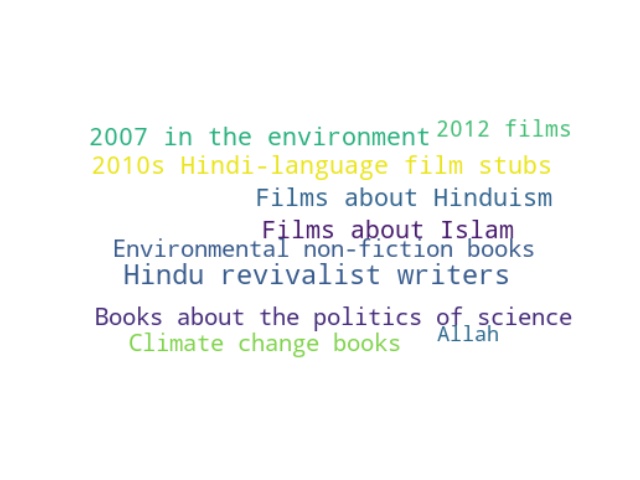 2007 in the environment
2012 films
2010s Hindi-language film stubs
Films about Hinduism
Films about Islam
Environmental non-fiction books
Hindu revivalist writers
Books about the politics of science
Allah
Climate change books